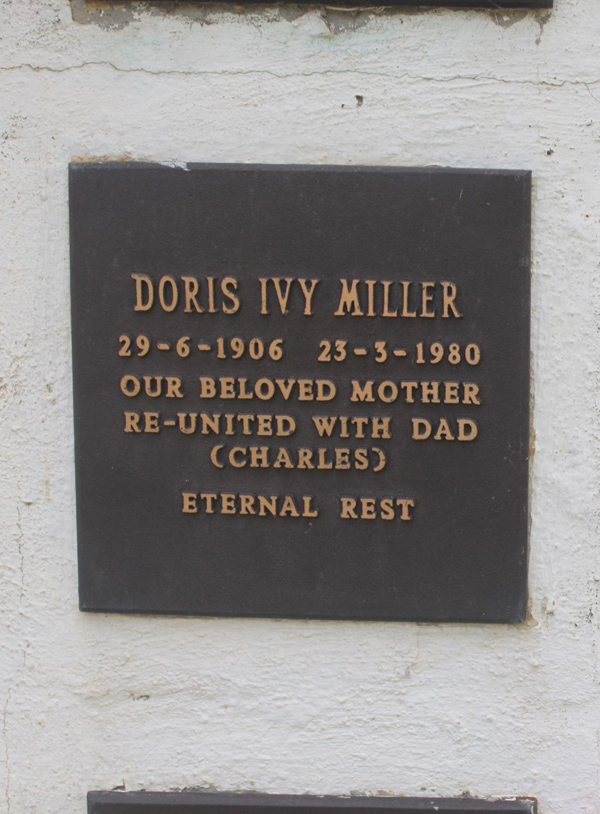 DORIS IVY MILLER
29-6-1906 23-3-1980
OUR BELOVED MOTHER
RE-UNITED WITH DAD
(CHARLES)
ETERNAL REST